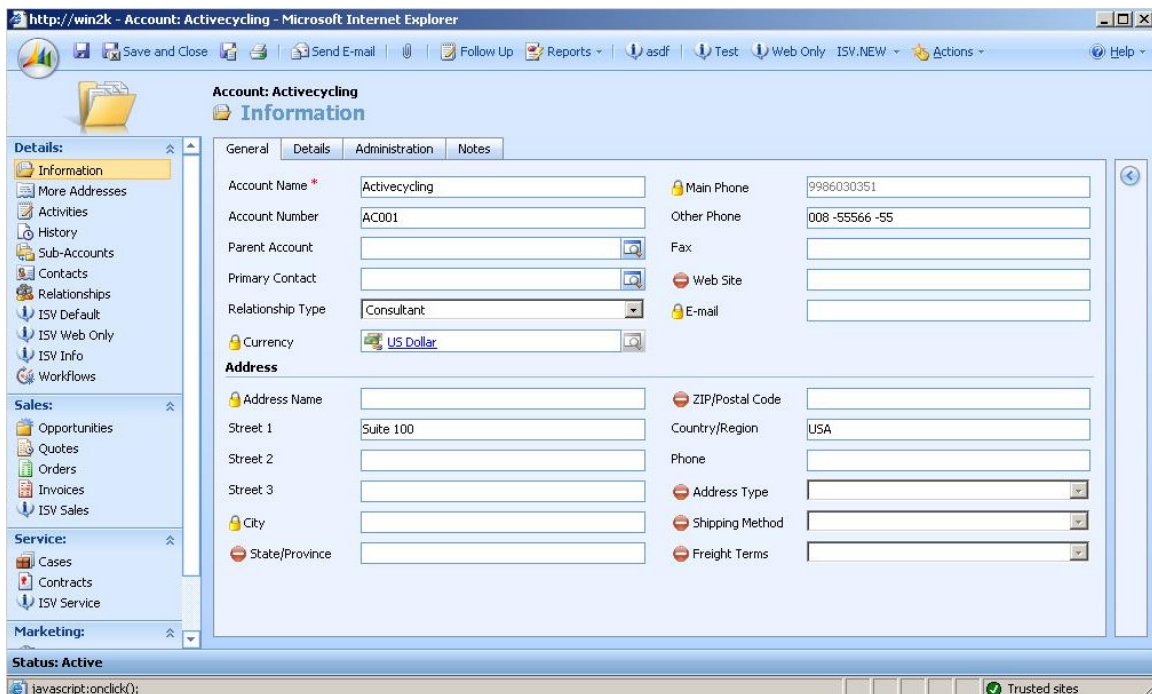 http://win2k - Account: Activecycling - Microsoft Internet Explorer
Save and Close Send E-mail Follow Up Reports asdf Test Web Only ISV.NEW Actions Help
Account: Activecycling
Information
Details:
Information
More Addresses
Activities
History
Sub-Accounts
Contacts
Relationships
ISV Default
ISV Web Only
ISV Info
Workflows
Sales:
Opportunities
Quotes
Orders
Invoices
ISV Sales
Service:
Cases
Contracts
ISV Service
Marketing:
General Details Administration Notes
Account Name * Activecycling Main Phone 9986030351
Account Number AC001 Other Phone 008 -55566 -55
Parent Account Fax
Primary Contact Web Site
Relationship Type Consultant E-mail
Currency US Dollar
Address
Address Name ZIP/Postal Code
Street 1 Suite 100 Country/Region USA
Street 2 Phone
Street 3 Address Type
City Shipping Method
State/Province Freight Terms
Status: Active
javascript:onclick(); Trusted sites